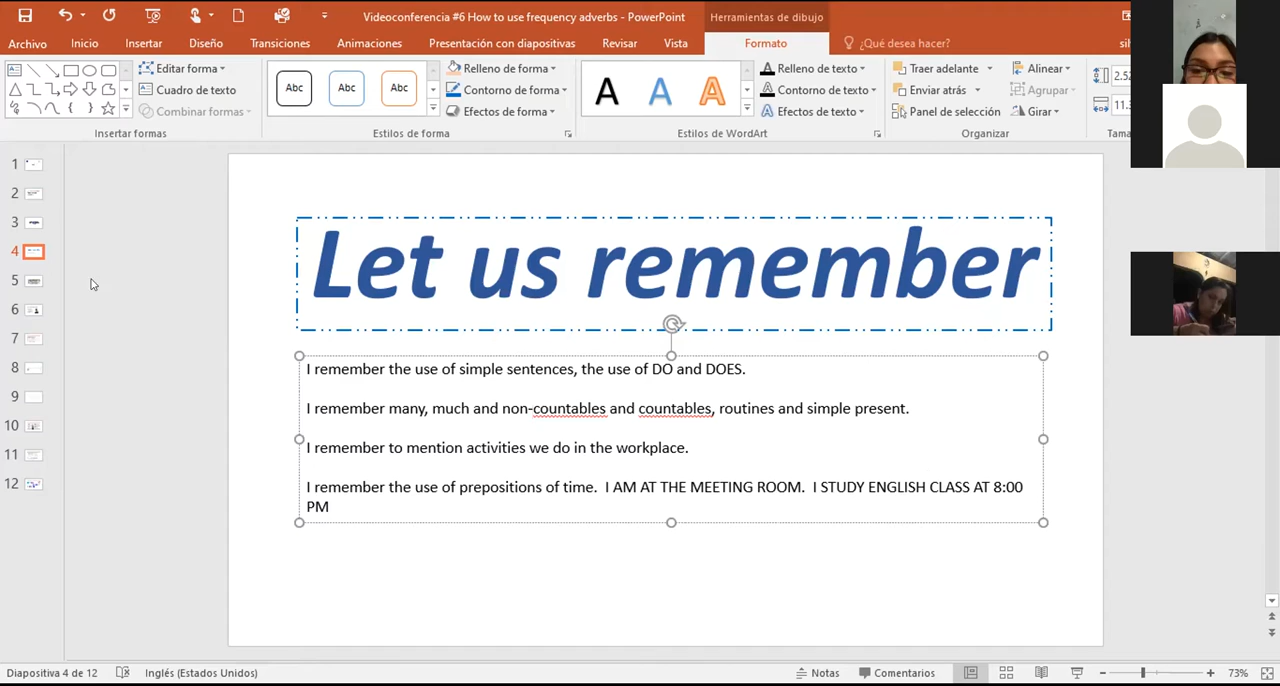 Videoconferencia #6 How to use frequency adverbs - PowerPoint
Herramientas de dibujo
Archivo Inicio Insertar Diseño Transiciones Animaciones Presentación con diapositivas Revisar Vista Formato ¿Qué desea hacer?
Editar forma
Cuadro de texto
Combinar formas
Insertar formas
Abc Abc Abc
Relleno de forma
Contorno de forma
Efectos de forma
Estilos de forma
A A A
Relleno de texto
Contorno de texto
Efectos de texto
Estilos de WordArt
Traer adelante
Enviar atrás
Panel de selección
Alinear
Agrupar
Girar
Organizar
2.52
11.3
Tama
1
2
3
4
5
6
7
8
9
10
11
12
Let us remember
I remember the use of simple sentences, the use of DO and DOES.
I remember many, much and non-countables and countables, routines and simple present.
I remember to mention activities we do in the workplace.
I remember the use of prepositions of time. I AM AT THE MEETING ROOM. I STUDY ENGLISH CLASS AT 8:00
PM
Diapositiva 4 de 12 Inglés (Estados Unidos) Notas Comentarios 73%